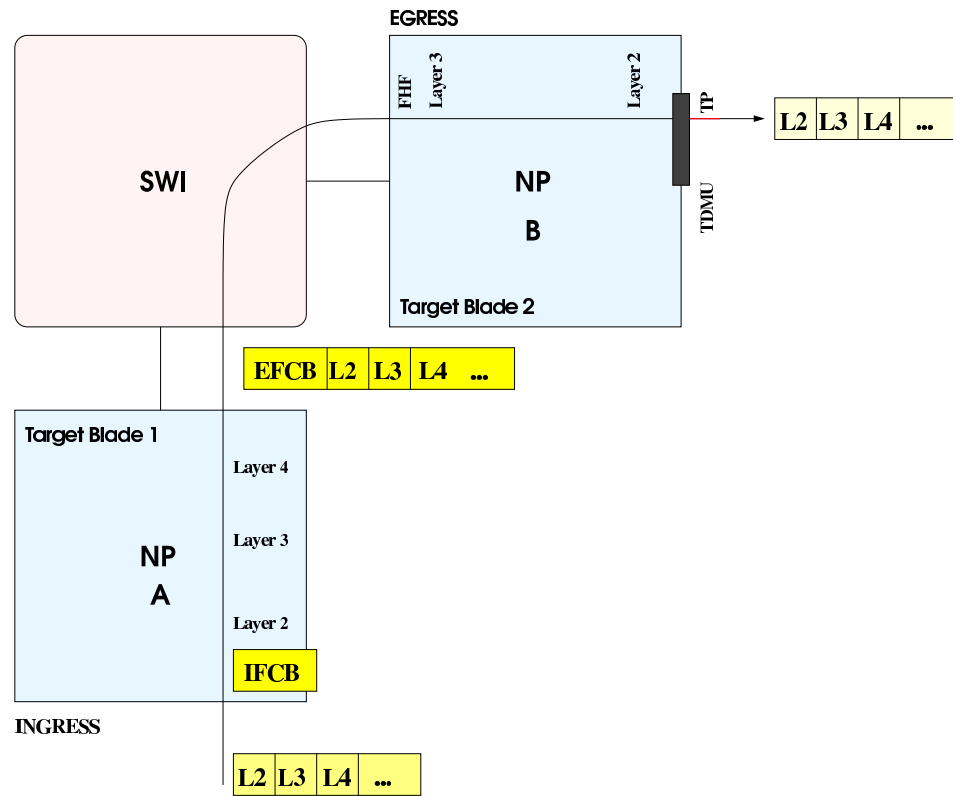 EGRESS
SWI
FHF
Layer 3
Layer 2
TP
TDMU
NP
B
Target Blade 2
L2 L3 L4 ...
EFCB L2 L3 L4 ...
Target Blade 1
Layer 4
Layer 3
NP
A
Layer 2
IFCB
INGRESS
L2 L3 L4 ...